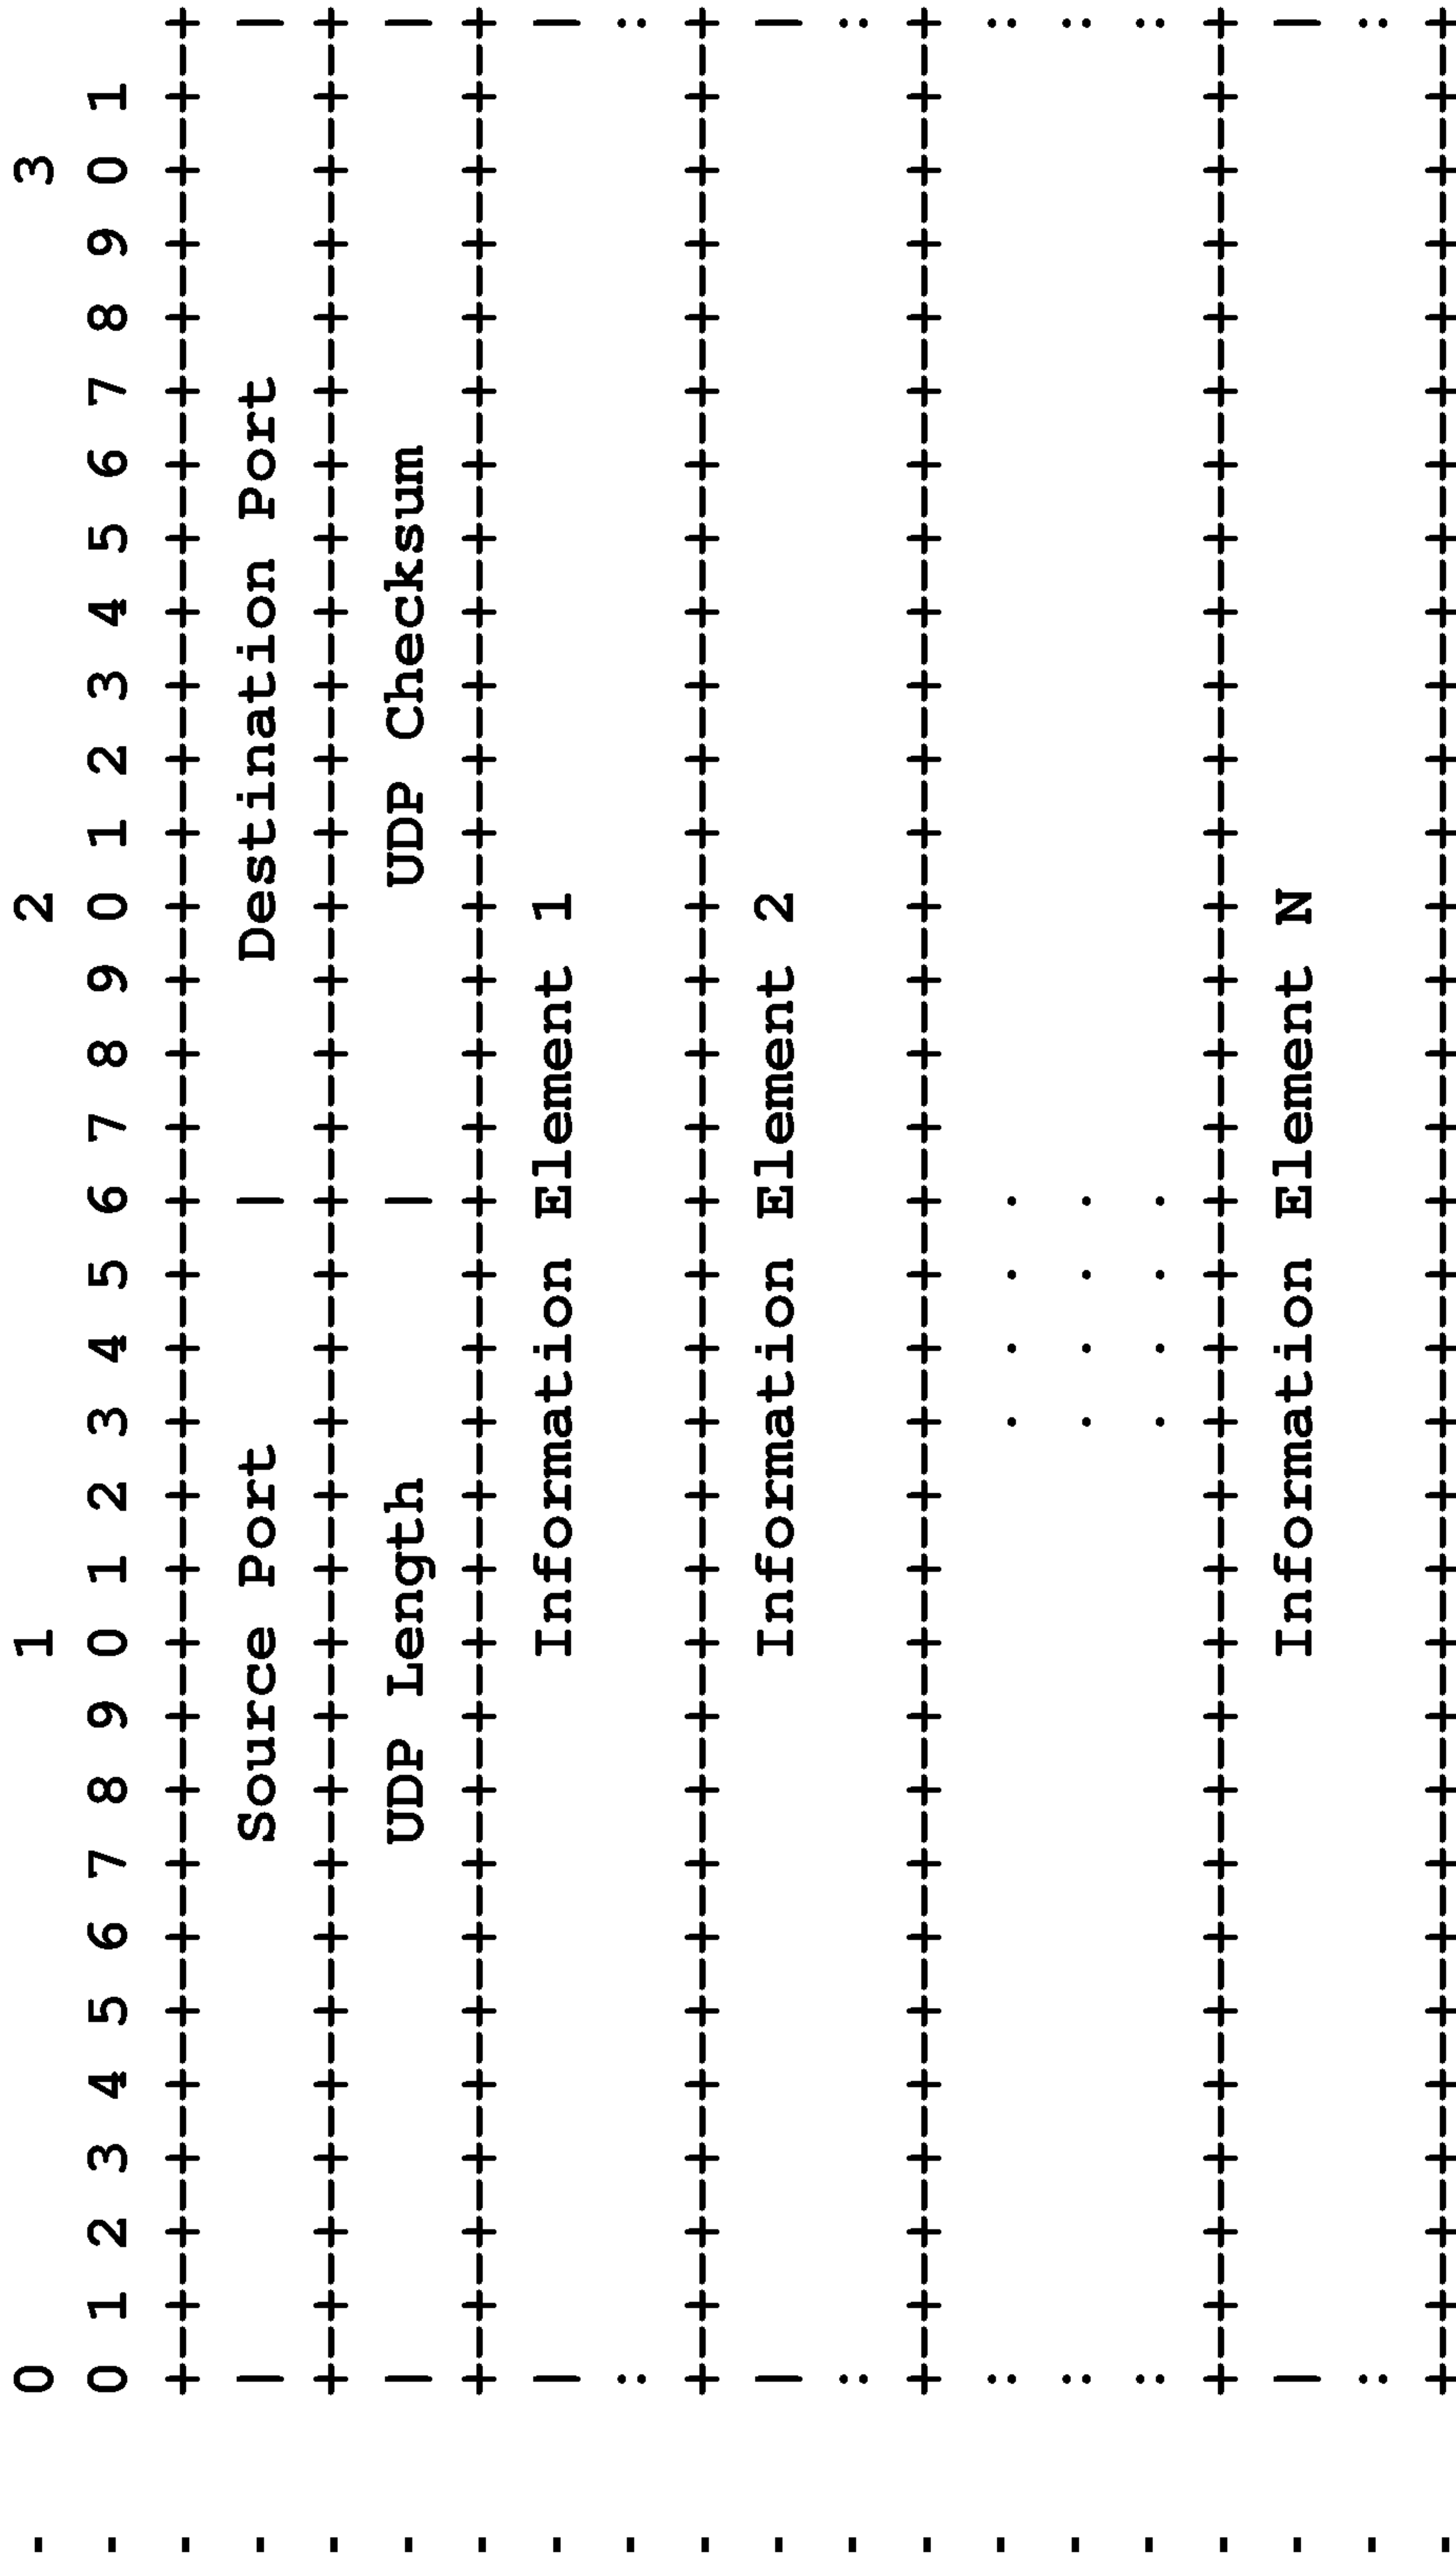 -  0                   1                   2                   3
-  0 1 2 3 4 5 6 7 8 9 0 1 2 3 4 5 6 7 8 9 0 1 2 3 4 5 6 7 8 9 0 1
-  +-+-+-+-+-+-+-+-+-+-+-+-+-+-+-+-+-+-+-+-+-+-+-+-+-+-+-+-+-+-+-+-+
-  |              Source Port      |      Destination Port         |
-  +-+-+-+-+-+-+-+-+-+-+-+-+-+-+-+-+-+-+-+-+-+-+-+-+-+-+-+-+-+-+-+-+
-  |              UDP Length       |        UDP Checksum           |
-  +-+-+-+-+-+-+-+-+-+-+-+-+-+-+-+-+-+-+-+-+-+-+-+-+-+-+-+-+-+-+-+-+
-  |                   Information Element 1                       |
-  :                                                               :
-  +-+-+-+-+-+-+-+-+-+-+-+-+-+-+-+-+-+-+-+-+-+-+-+-+-+-+-+-+-+-+-+-+
-  |                   Information Element 2                       |
-  :                                                               :
-  +-+-+-+-+-+-+-+-+-+-+-+-+-+-+-+-+-+-+-+-+-+-+-+-+-+-+-+-+-+-+-+-+
-  :                         . . . .                               :
-  :                         . . . .                               :
-  :                         . . . .                               :
-  +-+-+-+-+-+-+-+-+-+-+-+-+-+-+-+-+-+-+-+-+-+-+-+-+-+-+-+-+-+-+-+-+
-  |                   Information Element N                       |
-  :                                                               :
-  +-+-+-+-+-+-+-+-+-+-+-+-+-+-+-+-+-+-+-+-+-+-+-+-+-+-+-+-+-+-+-+-+